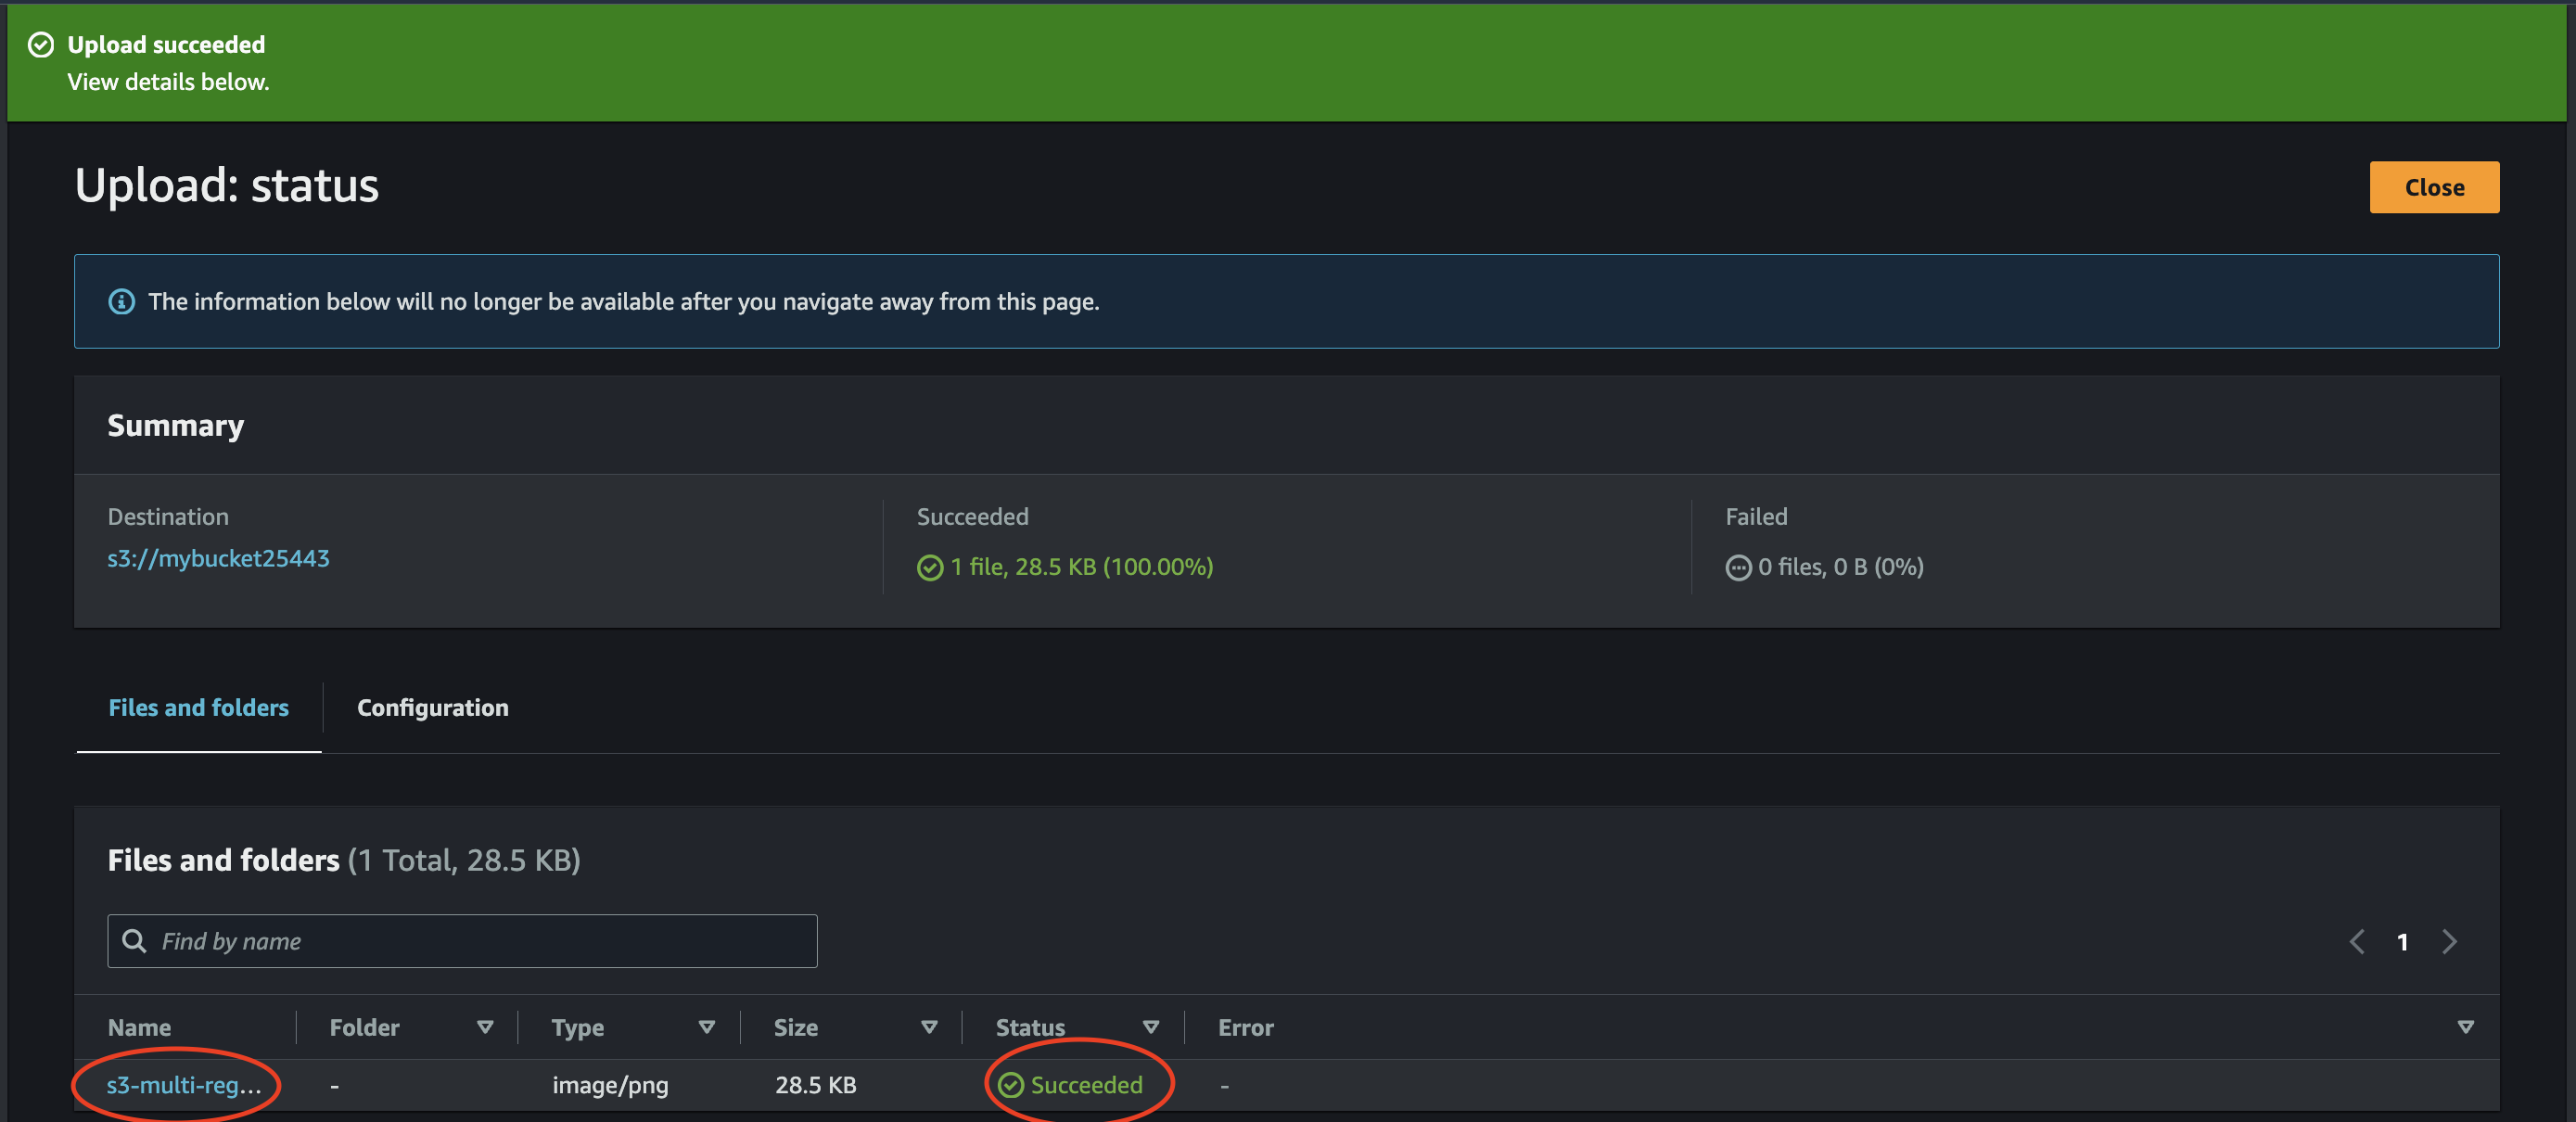 Upload succeeded
View details below.
Upload: status
Close
The information below will no longer be available after you navigate away from this page.
Summary
Destination
s3://mybucket25443
Succeeded
1 file, 28.5 KB (100.00%)
Failed
0 files, 0 B (0%)
Files and folders
Configuration
Files and folders (1 Total, 28.5 KB)
Find by name
1
Name Folder Type Size Status Error
s3-multi-reg... - image/png 28.5 KB Succeeded -